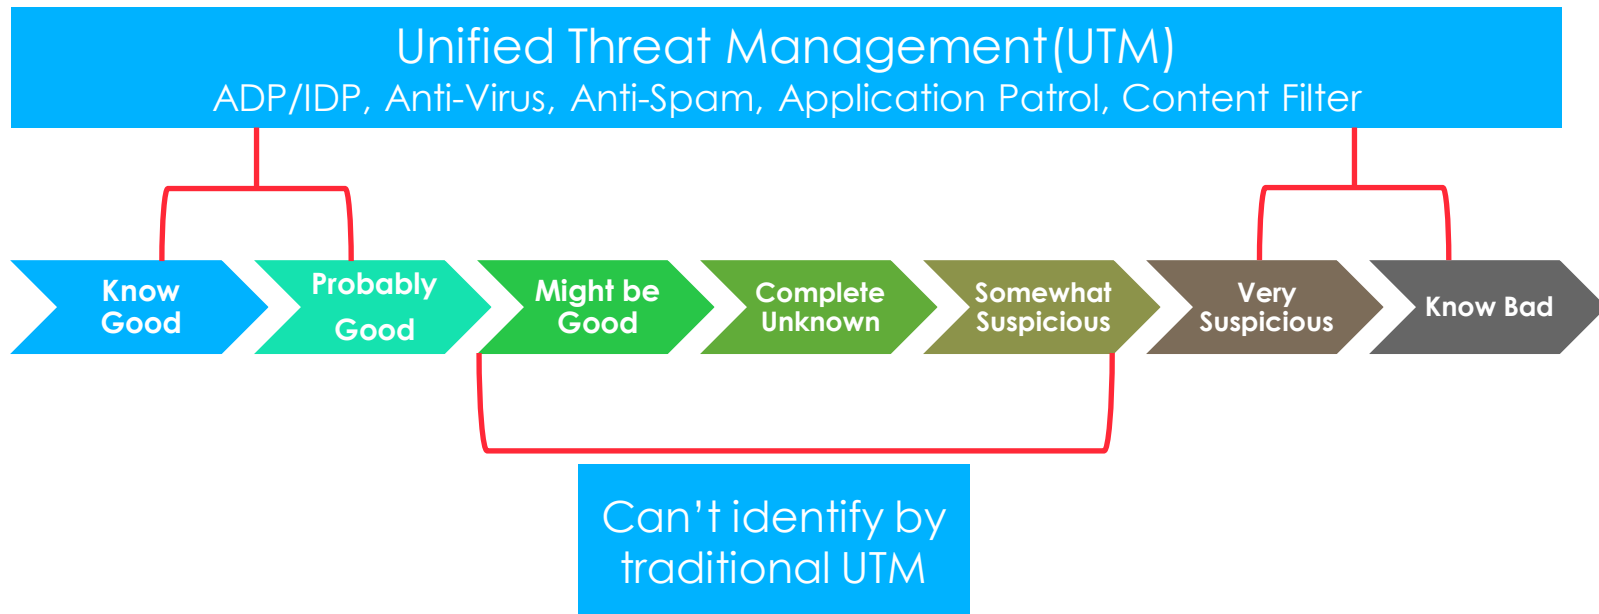 Unified Threat Management(UTM)
ADP/IDP, Anti-Virus, Anti-Spam, Application Patrol, Content Filter
Know
Good
Probably
Good
Might be
Good
Complete
Unknown
Somewhat
Suspicious
Very
Suspicious
Know Bad
Can’t identify by
traditional UTM